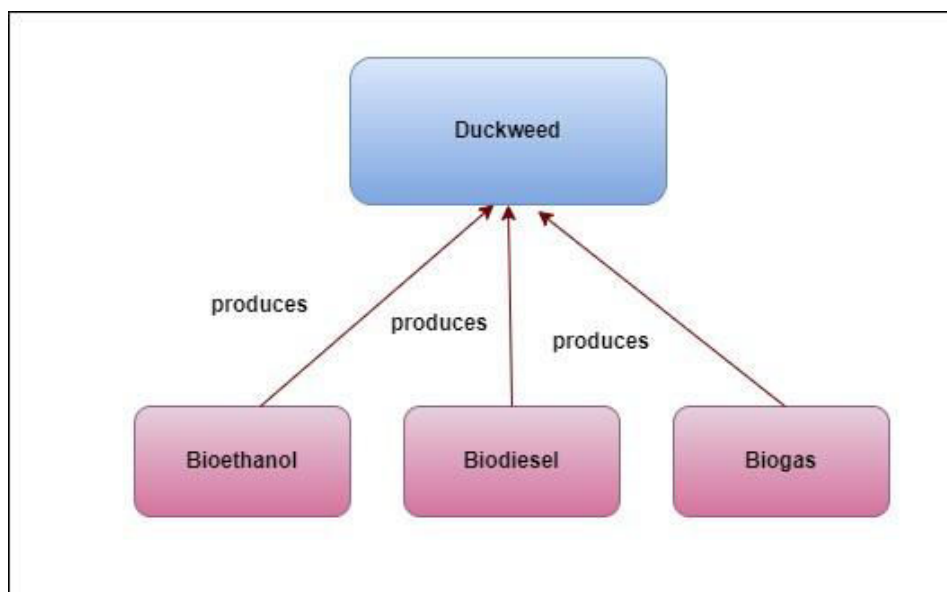 Duckweed
produces
produces
produces
Bioethanol
Biodiesel
Biogas